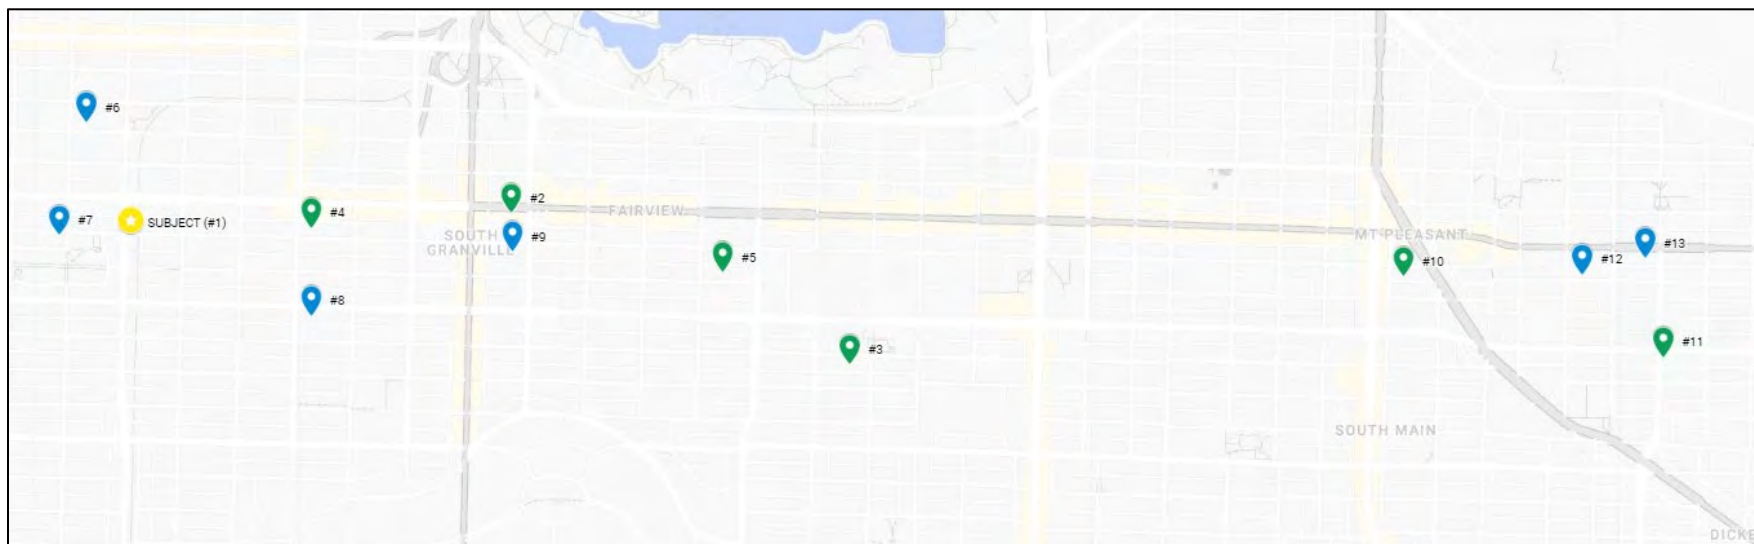 #6
#2
#4
#7
SUBJECT (#1)
FAIRVIEW
SOUTH
GRANVILLE
#9
#5
MT PLEASANT
#13
#10
#12
#8
#3
#11
SOUTH MAIN
DICKE